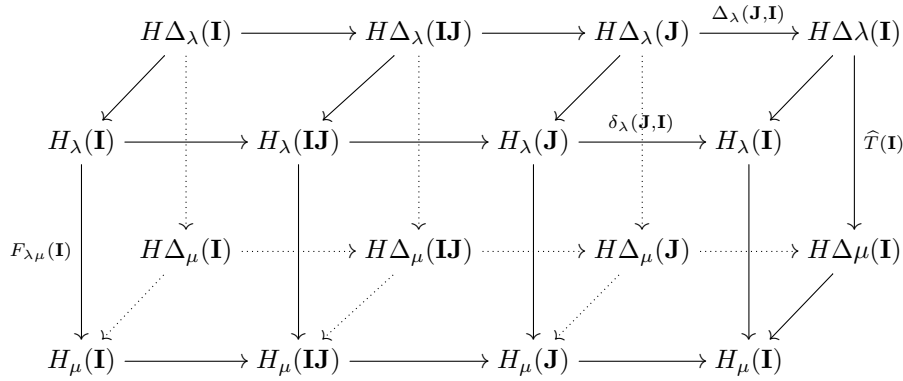 HΔ_λ(I) HΔ_λ(IJ) HΔ_λ(J) Δ_λ(J,I) HΔλ(I)
H_λ(I) H_λ(IJ) H_λ(J) δ_λ(J,I) H_λ(I) T̂(I)
F_λμ(I) HΔ_μ(I) HΔ_μ(IJ) HΔ_μ(J) HΔμ(I)
H_μ(I) H_μ(IJ) H_μ(J) H_μ(I)